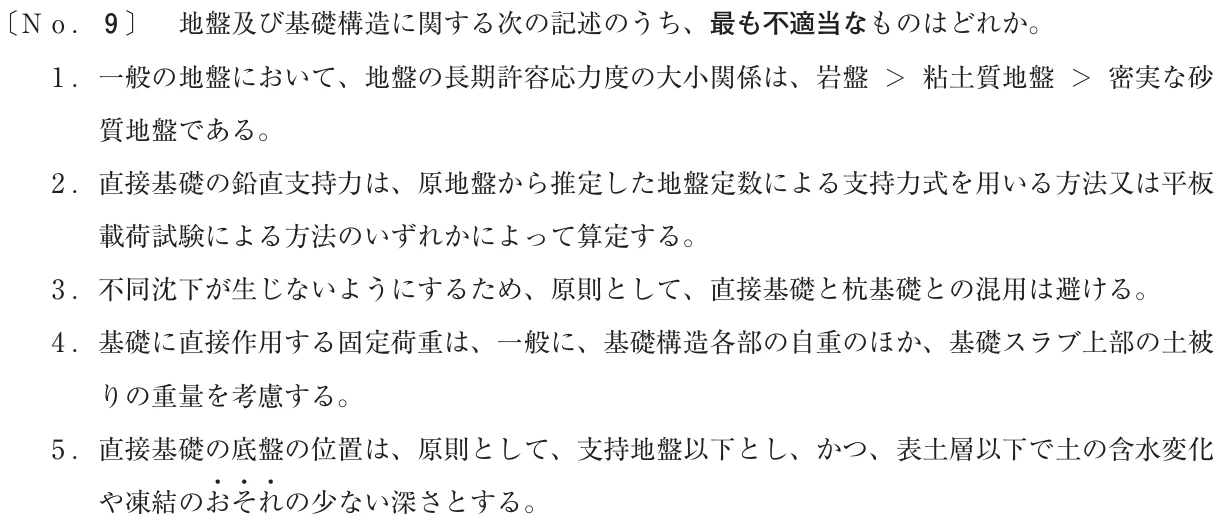 〔Ｎｏ．９〕　地盤及び基礎構造に関する次の記述のうち、最も不適当なものはどれか。
１．一般の地盤において、地盤の長期許容応力度の大小関係は、岩盤 ＞ 粘土質地盤 ＞ 密実な砂
質地盤である。
２．直接基礎の鉛直支持力は、原地盤から推定した地盤定数による支持力式を用いる方法又は平板
載荷試験による方法のいずれかによって算定する。
３．不同沈下が生じないようにするため、原則として、直接基礎と杭基礎との混用は避ける。
４．基礎に直接作用する固定荷重は、一般に、基礎構造各部の自重のほか、基礎スラブ上部の土被
りの重量を考慮する。
５．直接基礎の底盤の位置は、原則として、支持地盤以下とし、かつ、表土層以下で土の含水変化
や凍結のおそれの少ない深さとする。